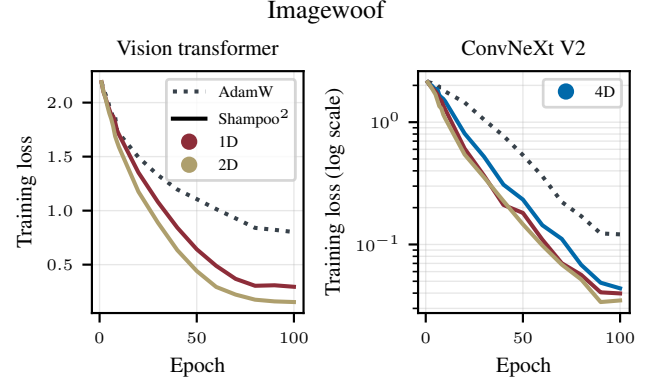 Imagewoof
Vision transformer
ConvNeXt V2
Training loss
2.0
1.5
1.0
0.5
0
50
100
Epoch
AdamW
Shampoo²
1D
2D
Training loss (log scale)
10⁰
10⁻¹
0
50
100
Epoch
4D